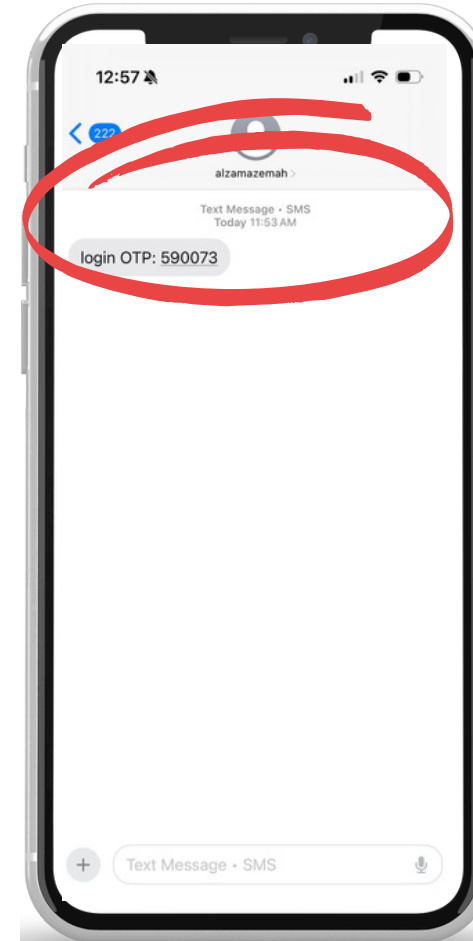 12:57
222
alzamazemah
Text Message • SMS
Today 11:53 AM
login OTP: 590073
Text Message • SMS